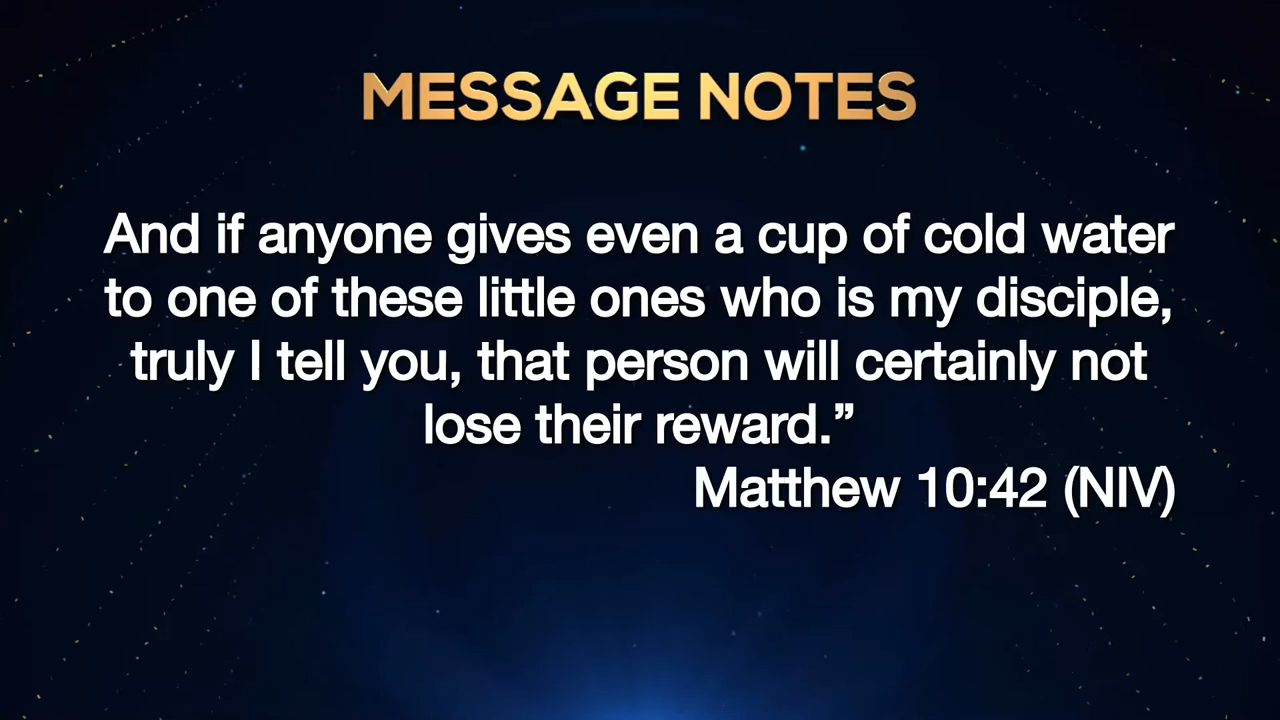 MESSAGE NOTES
And if anyone gives even a cup of cold water
to one of these little ones who is my disciple,
truly I tell you, that person will certainly not
lose their reward.”
Matthew 10:42 (NIV)